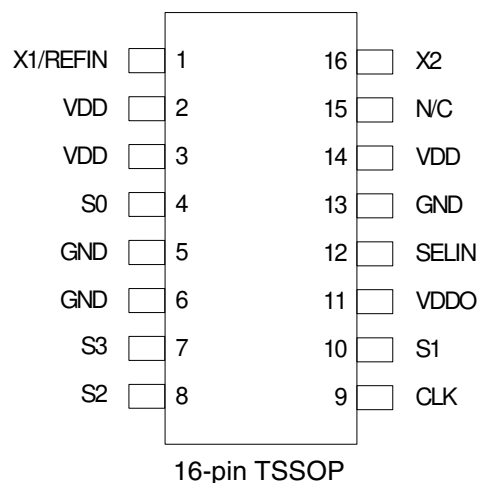 X1/REFIN 1 16 X2
VDD 2 15 N/C
VDD 3 14 VDD
S0 4 13 GND
GND 5 12 SELIN
GND 6 11 VDDO
S3 7 10 S1
S2 8 9 CLK
16-pin TSSOP